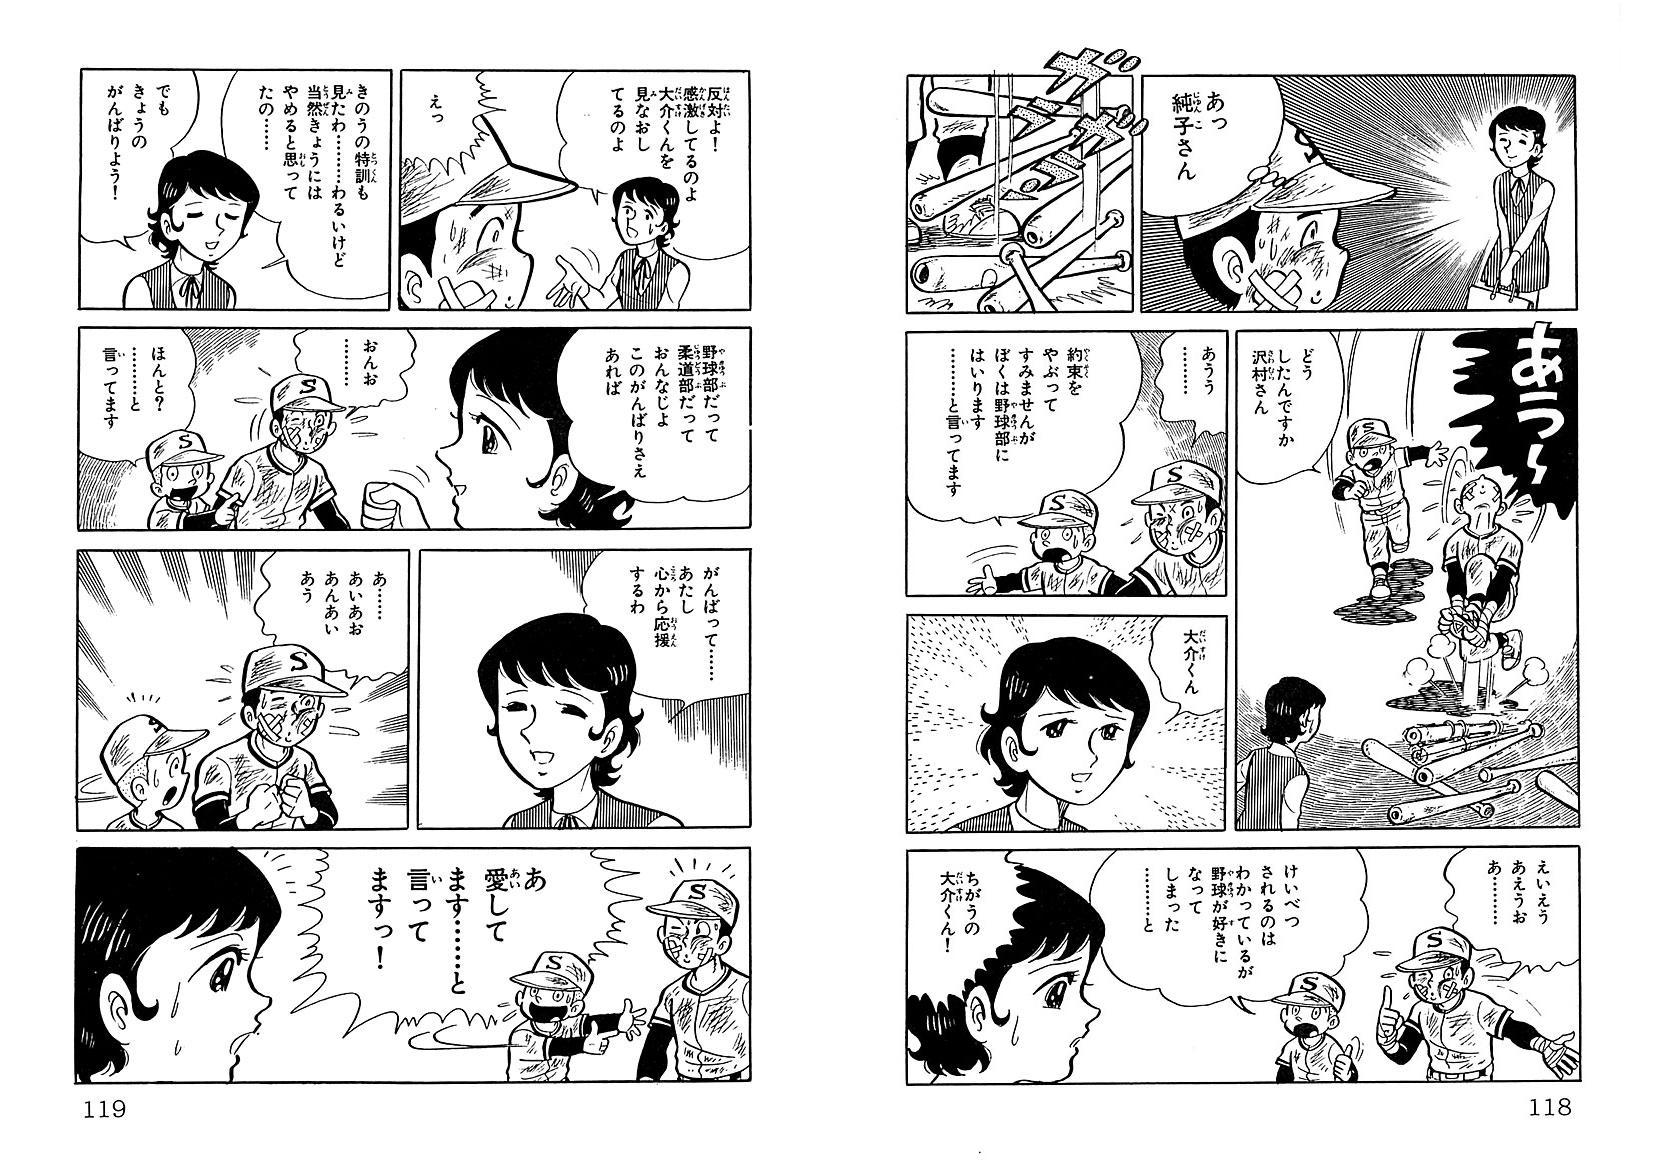 あっ
純子さん
ガガッ
ガガッ
あうっ〜
どう
したんですか
沢村さん
あうう
………
約束を
やぶって
すみませんが
ぼくは野球部に
はいります
………と言ってます
大介くん
えいえう
あえうお
あ………
けいべつ
されるのは
わかっているが
野球が好きに
なって
しまった
………と
ちがうの
大介くん！
118
反対よ！
感激してるのよ
大介くんを
見なおし
てるのよ
えっ
きのうの特訓も
見たわ………わるいけど
当然きょうには
やめると思って
たの………
でも
きょうの
がんばりよう！
野球部だって
柔道部だって
おんなじよ
このがんばりさえ
あれば
おんお
………
ほんと？
………と
言ってます
がんばって……
あたし
心から応援
するわ
あ……
あいあお
あんあい
あう
あ
愛して
ます……と
言って
ますっ！
119